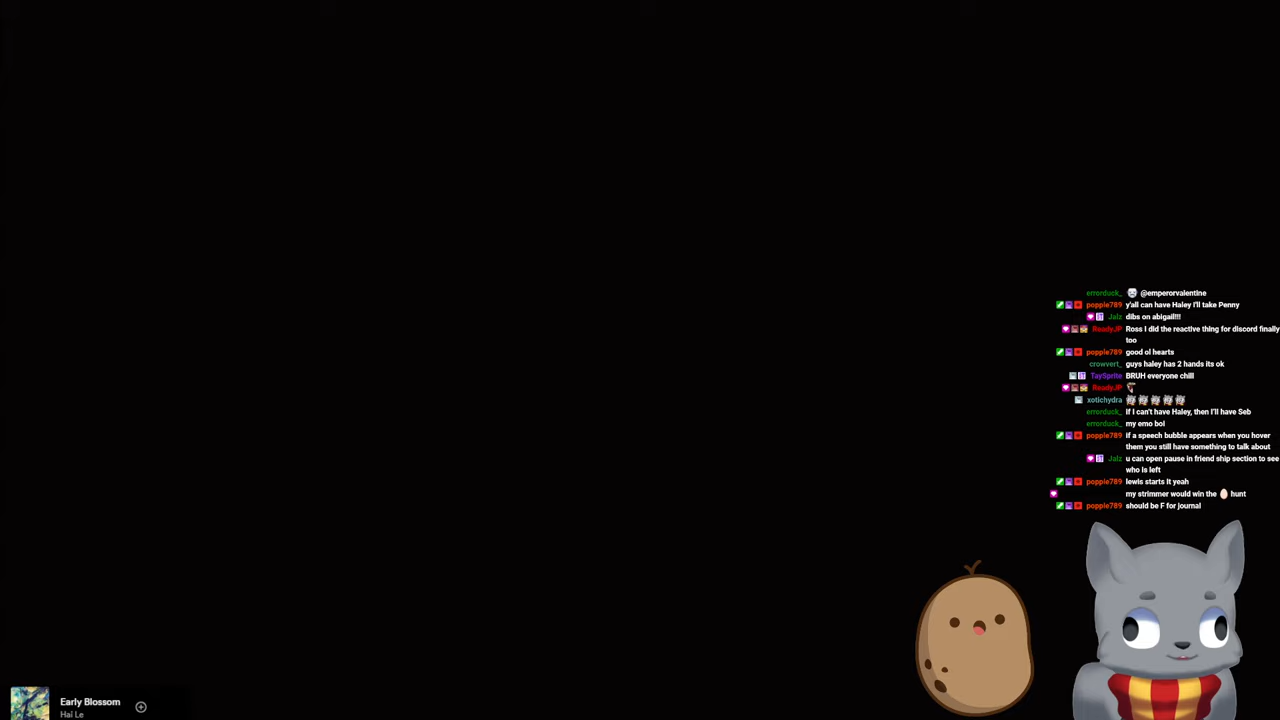 errorduck_ @emperorvalentine
popple789 y'all can have Haley I'll take Penny
Jalz dibs on abigail!!!
ReadyJP Ross I did the reactive thing for discord finally
too
popple789 good ol hearts
crowvert_ guys haley has 2 hands its ok
TaySprite BRUH everyone chill
ReadyJP
xotichydra
errorduck_ If I can't have Haley, then I'll have Seb
errorduck_ my emo boi
popple789 if a speech bubble appears when you hover
them you still have something to talk about
Jalz u can open pause in friend ship section to see
who is left
popple789 lewis starts it yeah
my strimmer would win the hunt
popple789 should be F for journal
Early Blossom
Hai Le